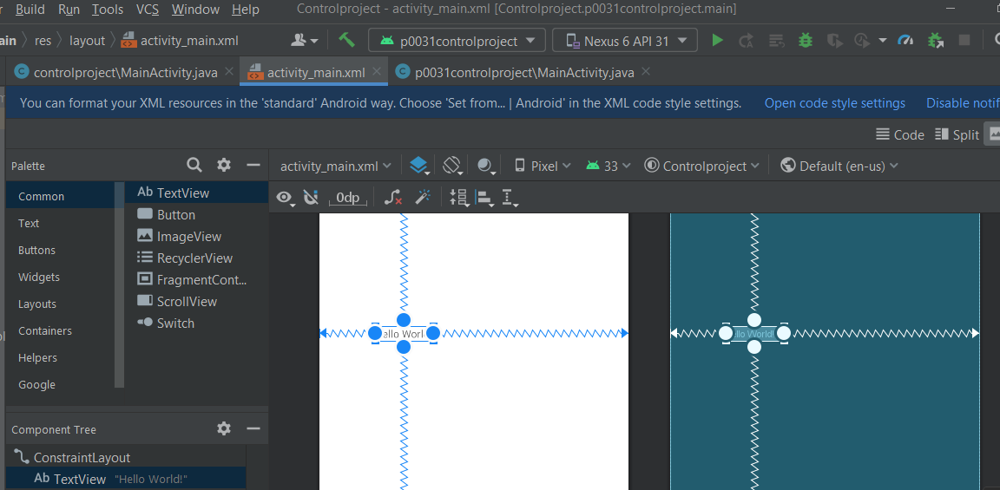 Build Run Tools VCS Window Help Controlproject - activity_main.xml [Controlproject.p0031controlproject.main]
res layout activity_main.xml p0031controlproject Nexus 6 API 31
controlproject\MainActivity.java activity_main.xml p0031controlproject\MainActivity.java
You can format your XML resources in the 'standard' Android way. Choose 'Set from... | Android' in the XML code style settings. Open code style settings Disable notif
Code Split
Palette activity_main.xml Pixel 33 Controlproject Default (en-us)
0dp
Common
Text
Buttons
Widgets
Layouts
Containers
Helpers
Google
Ab TextView
Button
ImageView
RecyclerView
FragmentCont...
ScrollView
Switch
ello Worl
ello World!
Component Tree
ConstraintLayout
Ab TextView "Hello World!"